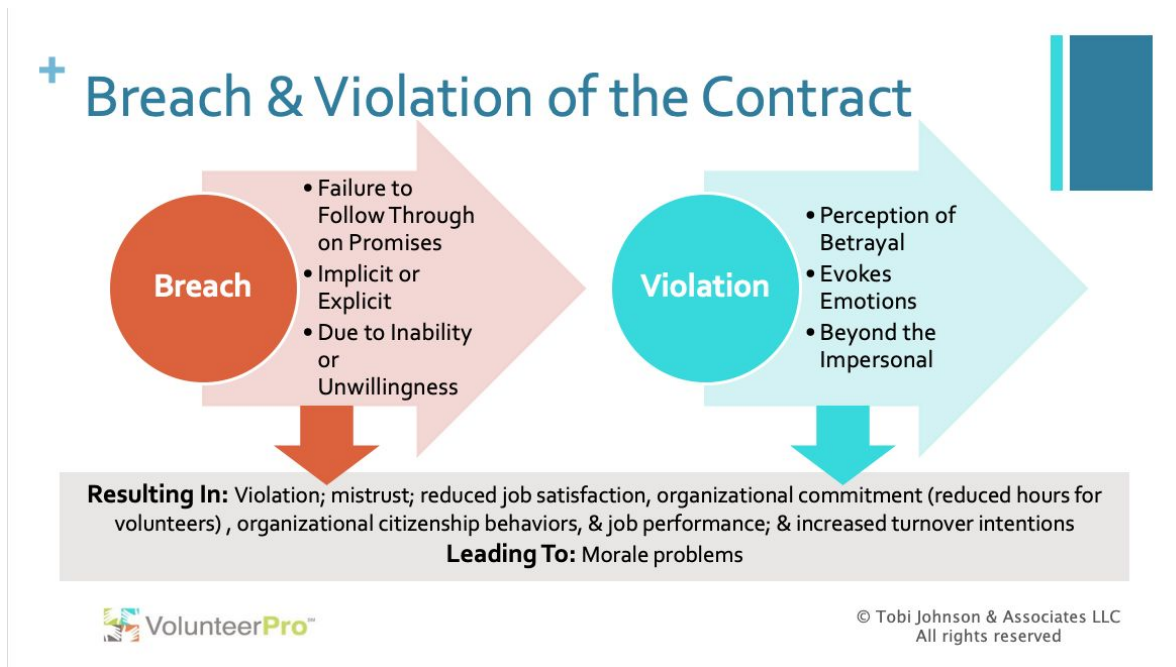 +
Breach & Violation of the Contract
Breach
• Failure to
Follow Through
on Promises
• Implicit or
Explicit
• Due to Inability
or
Unwillingness
Violation
• Perception of
Betrayal
• Evokes
Emotions
• Beyond the
Impersonal
Resulting In: Violation; mistrust; reduced job satisfaction, organizational commitment (reduced hours for
volunteers) , organizational citizenship behaviors, & job performance; & increased turnover intentions
Leading To: Morale problems
VolunteerPro℠
© Tobi Johnson & Associates LLC
All rights reserved